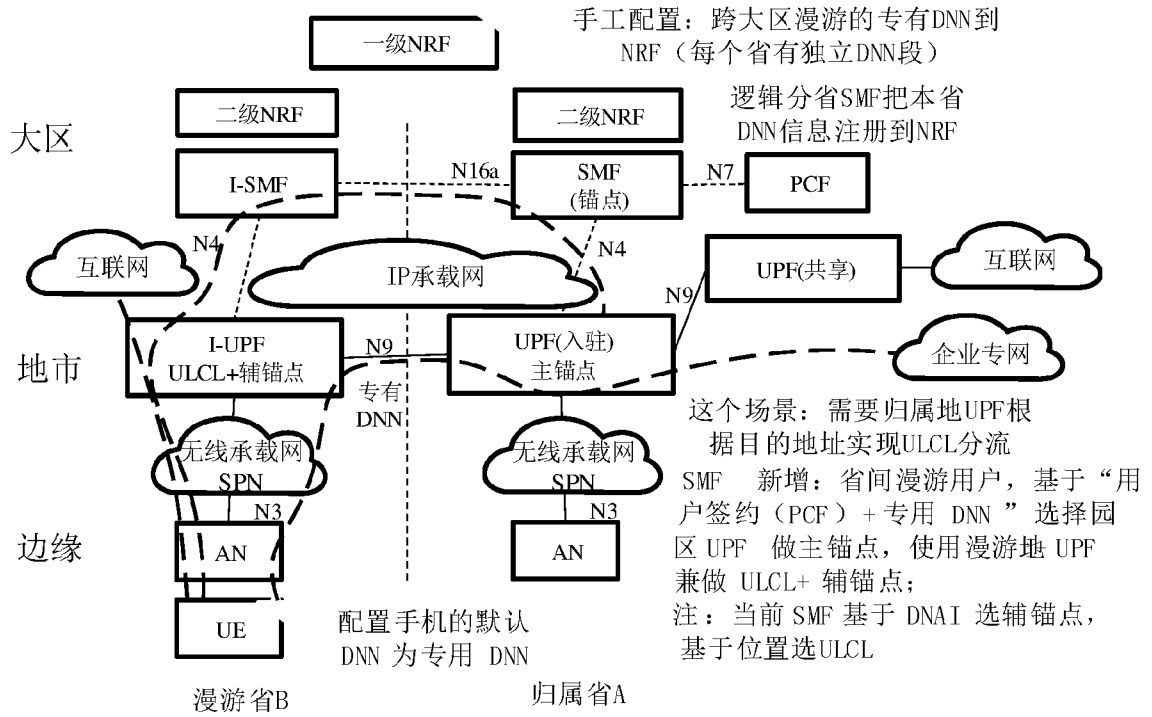 手工配置：跨大区漫游的专有DNN到
NRF（每个省有独立DNN段）
一级NRF
二级NRF
二级NRF
逻辑分省SMF把本省
DNN信息注册到NRF
大区
I-SMF
N16a
SMF
(锚点)
N7
PCF
N4
N4
互联网
IP承载网
UPF(共享)
互联网
N9
地市
I-UPF
ULCL+辅锚点
N9
UPF(入驻)
主锚点
企业专网
专有
DNN
这个场景：需要归属地UPF根
据目的地址实现ULCL分流
无线承载网
SPN
无线承载网
SPN
SMF 新增：省间漫游用户，基于“用
户签约（PCF）+专用 DNN ”选择园
区 UPF 做主锚点，使用漫游地 UPF
兼做 ULCL+ 辅锚点；
注：当前 SMF 基于 DNAI 选辅锚点，
基于位置选ULCL
N3
N3
边缘
AN
AN
UE
配置手机的默认
DNN 为专用 DNN
漫游省B
归属省A